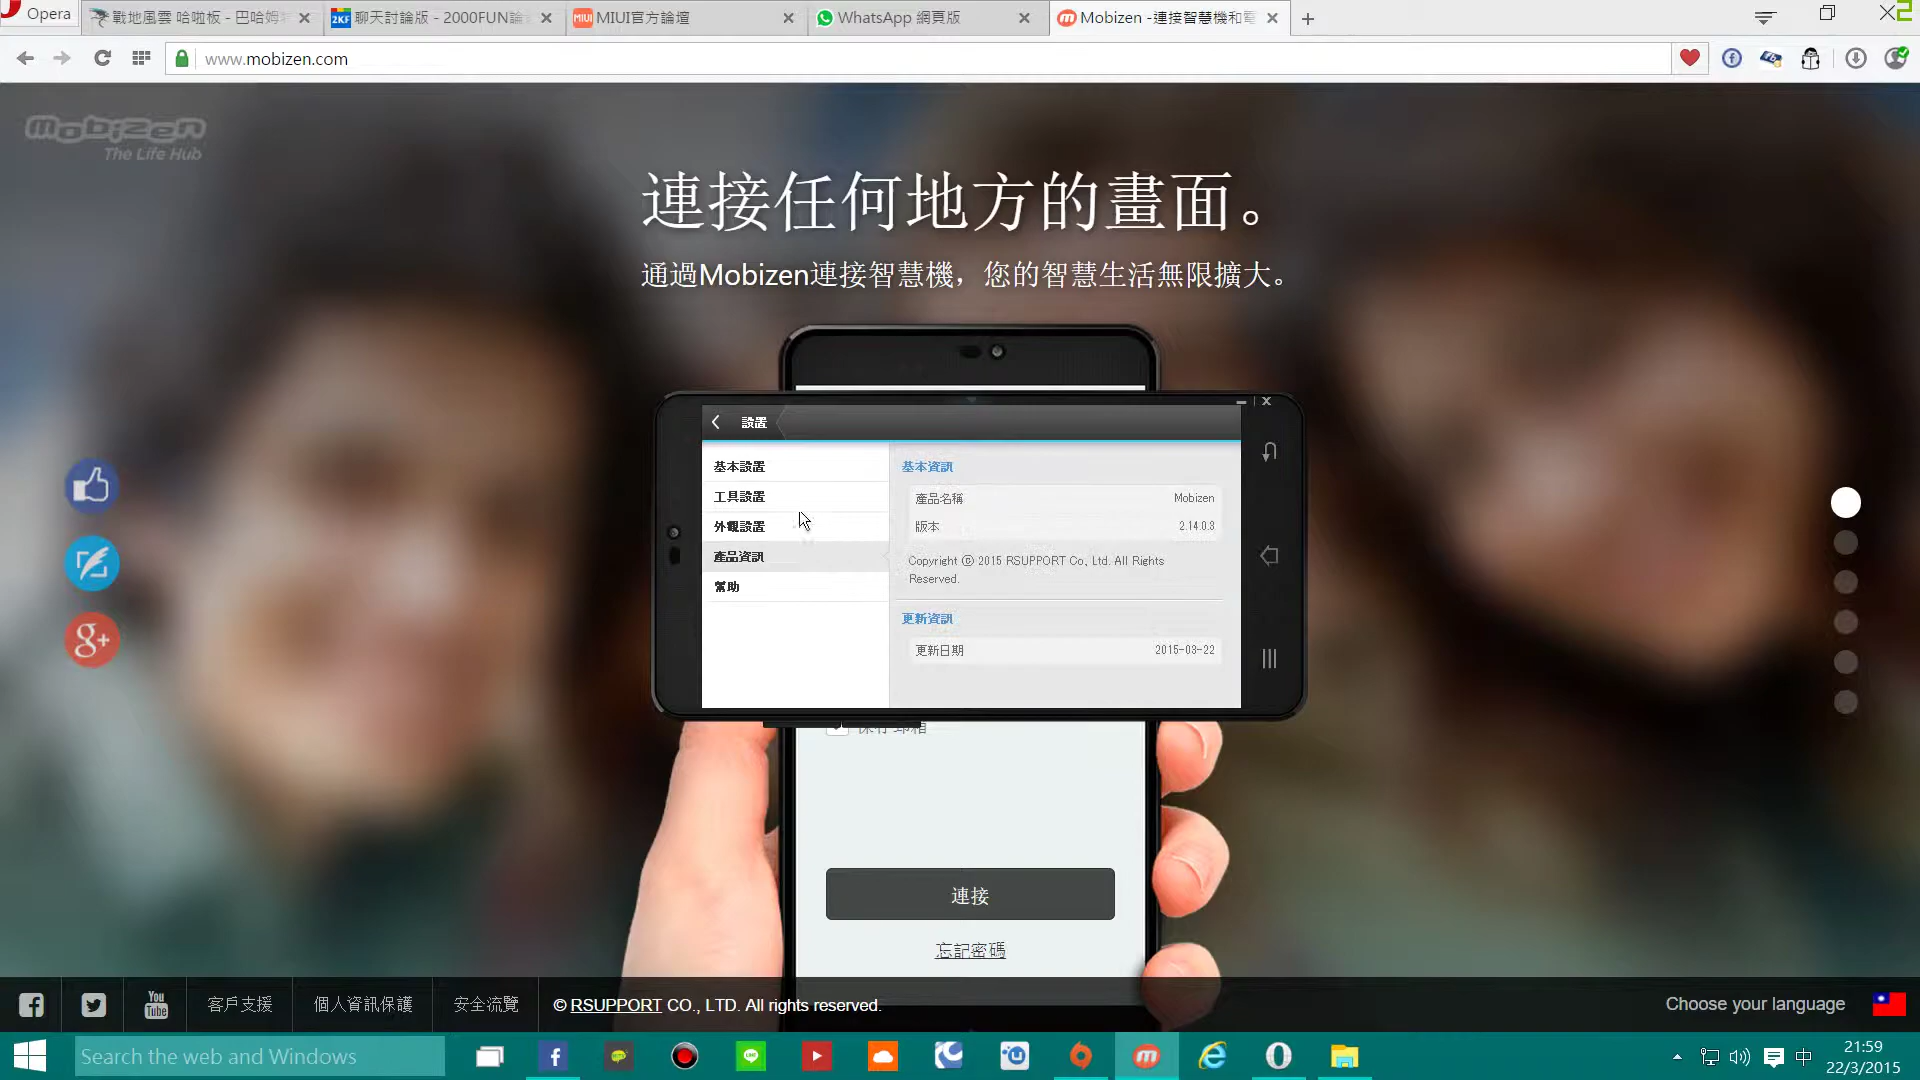 Opera
戰地風雲 哈啦板 - 巴哈姆
聊天討論版 - 2000FUN論
MIUI官方論壇
WhatsApp 網頁版
Mobizen -連接智慧機和電
www.mobizen.com
mobizen
The Life Hub
連接任何地方的畫面。
通過Mobizen連接智慧機，您的智慧生活無限擴大。
設置
基本設置
工具設置
外觀設置
產品資訊
幫助
基本資訊
產品名稱 Mobizen
版本 2.14.0.3
Copyright ⓒ 2015 RSUPPORT Co., Ltd. All Rights
Reserved.
更新資訊
更新日期 2015-03-22
連接
忘記密碼
客戶支援
個人資訊保護
安全流覽
© RSUPPORT CO., LTD. All rights reserved.
Choose your language
Search the web and Windows
中
21:59
22/3/2015